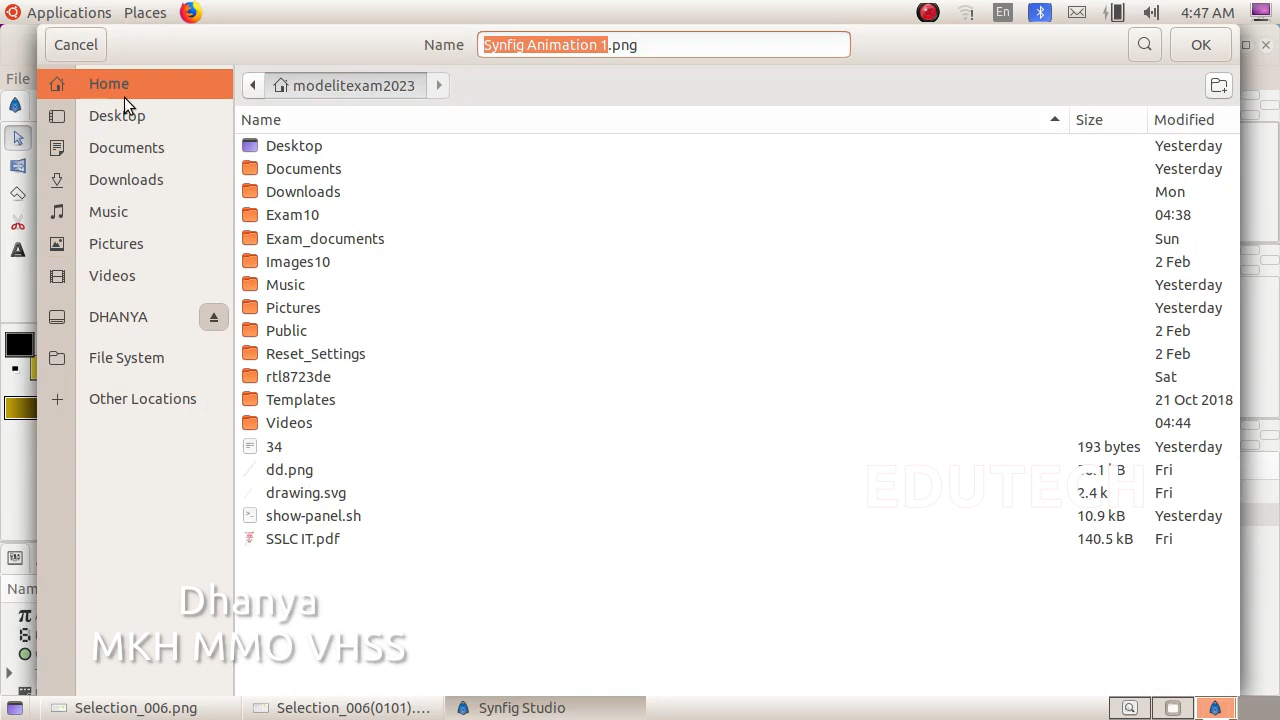 Applications Places En 4:47 AM
Cancel Name Synfig Animation 1.png OK
File
Home
modelitexam2023
Desktop
Documents
Downloads
Music
Pictures
Videos
DHANYA
File System
Other Locations
Name Size Modified
Desktop Yesterday
Documents Yesterday
Downloads Mon
Exam10 04:38
Exam_documents Sun
Images10 2 Feb
Music Yesterday
Pictures Yesterday
Public 2 Feb
Reset_Settings 2 Feb
rtl8723de Sat
Templates 21 Oct 2018
Videos 04:44
34 193 bytes Yesterday
dd.png kB Fri
drawing.svg 2.4 k Fri
show-panel.sh 10.9 kB Yesterday
SSLC IT.pdf 140.5 kB Fri
EDUTECH
Nam
Dhanya
MKH MMO VHSS
Selection_006.png Selection_006(0101).... Synfig Studio